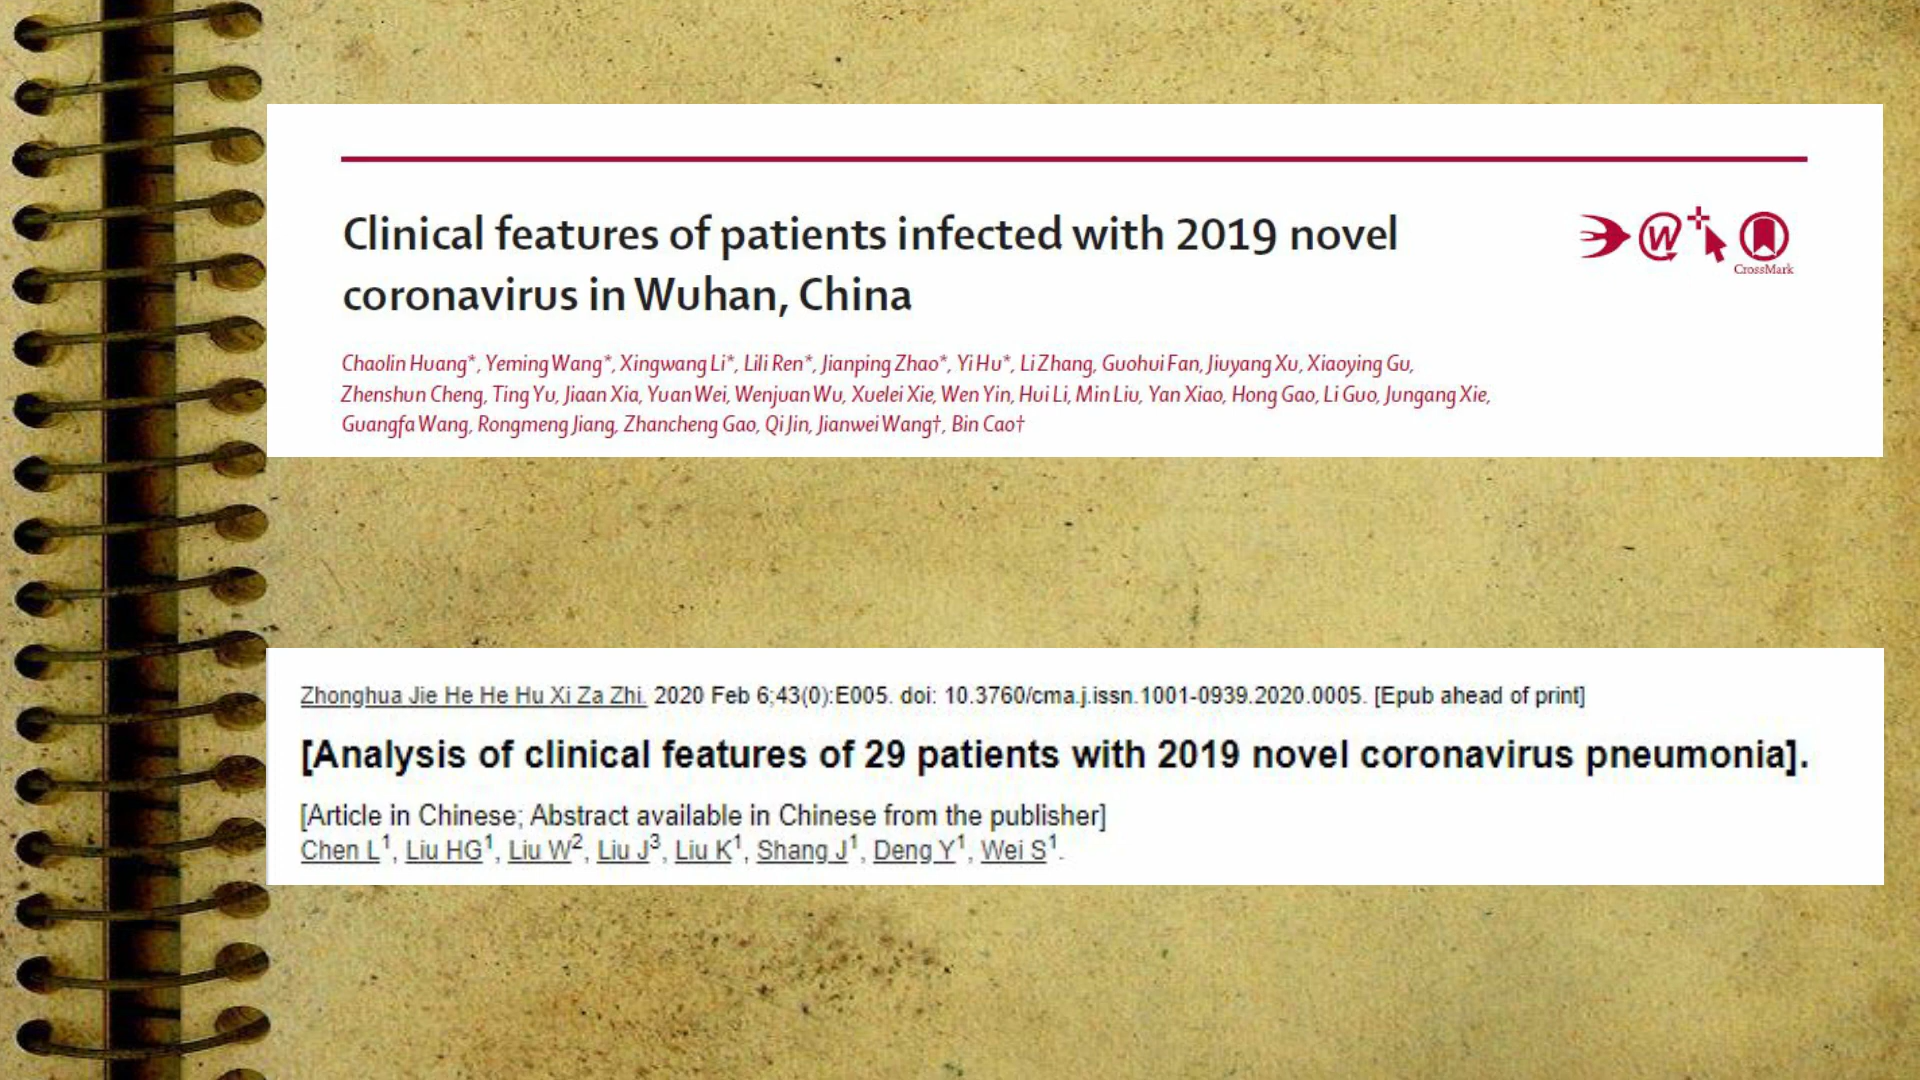 Clinical features of patients infected with 2019 novel
coronavirus in Wuhan, China
CrossMark
Chaolin Huang*, Yeming Wang*, Xingwang Li*, Lili Ren*, Jianping Zhao*, Yi Hu*, Li Zhang, Guohui Fan, Jiuyang Xu, Xiaoying Gu,
Zhenshun Cheng, Ting Yu, Jiaan Xia, Yuan Wei, Wenjuan Wu, Xuelei Xie, Wen Yin, Hui Li, Min Liu, Yan Xiao, Hong Gao, Li Guo, Jungang Xie,
Guangfa Wang, Rongmeng Jiang, Zhancheng Gao, Qi Jin, Jianwei Wang†, Bin Cao†
Zhonghua Jie He He Hu Xi Za Zhi. 2020 Feb 6;43(0):E005. doi: 10.3760/cma.j.issn.1001-0939.2020.0005. [Epub ahead of print]
[Analysis of clinical features of 29 patients with 2019 novel coronavirus pneumonia].
[Article in Chinese; Abstract available in Chinese from the publisher]
Chen L1, Liu HG1, Liu W2, Liu J3, Liu K1, Shang J1, Deng Y1, Wei S1.